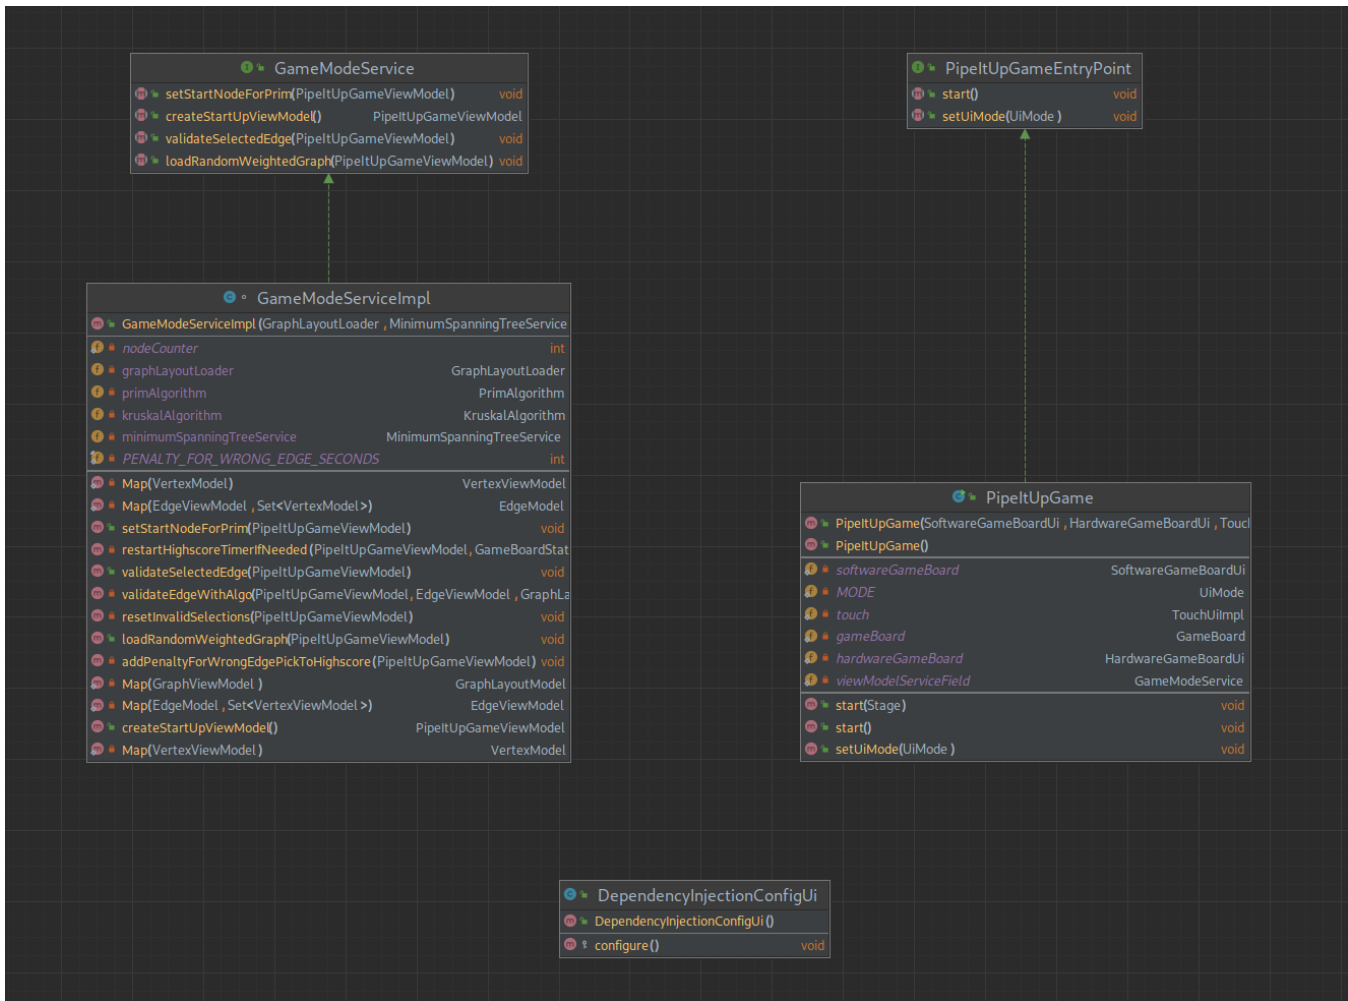 GameModeService
setStartNodeForPrim(PipeItUpGameViewModel) void
createStartUpViewModel() PipeItUpGameViewModel
validateSelectedEdge(PipeItUpGameViewModel) void
loadRandomWeightedGraph(PipeItUpGameViewModel) void
PipeItUpGameEntryPoint
start() void
setUiMode(UiMode) void
GameModeServiceImpl
GameModeServiceImpl(GraphLayoutLoader, MinimumSpanningTreeService
nodeCounter int
graphLayoutLoader GraphLayoutLoader
primAlgorithm PrimAlgorithm
kruskalAlgorithm KruskalAlgorithm
minimumSpanningTreeService MinimumSpanningTreeService
PENALTY_FOR_WRONG_EDGE_SECONDS int
Map(VertexModel) VertexViewModel
Map(EdgeViewModel, Set<VertexModel>) EdgeModel
setStartNodeForPrim(PipeItUpGameViewModel) void
restartHighscoreTimerIfNeeded(PipeItUpGameViewModel, GameBoardStat
validateSelectedEdge(PipeItUpGameViewModel) void
validateEdgeWithAlgo(PipeItUpGameViewModel, EdgeViewModel, GraphLa
resetInvalidSelections(PipeItUpGameViewModel) void
loadRandomWeightedGraph(PipeItUpGameViewModel) void
addPenaltyForWrongEdgePickToHighscore(PipeItUpGameViewModel) void
Map(GraphViewModel) GraphLayoutModel
Map(EdgeModel, Set<VertexViewModel>) EdgeViewModel
createStartUpViewModel() PipeItUpGameViewModel
Map(VertexViewModel) VertexModel
PipeItUpGame
PipeItUpGame(SoftwareGameBoardUi, HardwareGameBoardUi, Toucl
PipeItUpGame()
softwareGameBoard SoftwareGameBoardUi
MODE UiMode
touch TouchUiImpl
gameBoard GameBoard
hardwareGameBoard HardwareGameBoardUi
viewModelServiceField GameModeService
start(Stage) void
start() void
setUiMode(UiMode) void
DependencyInjectionConfigUi
DependencyInjectionConfigUi()
configure() void